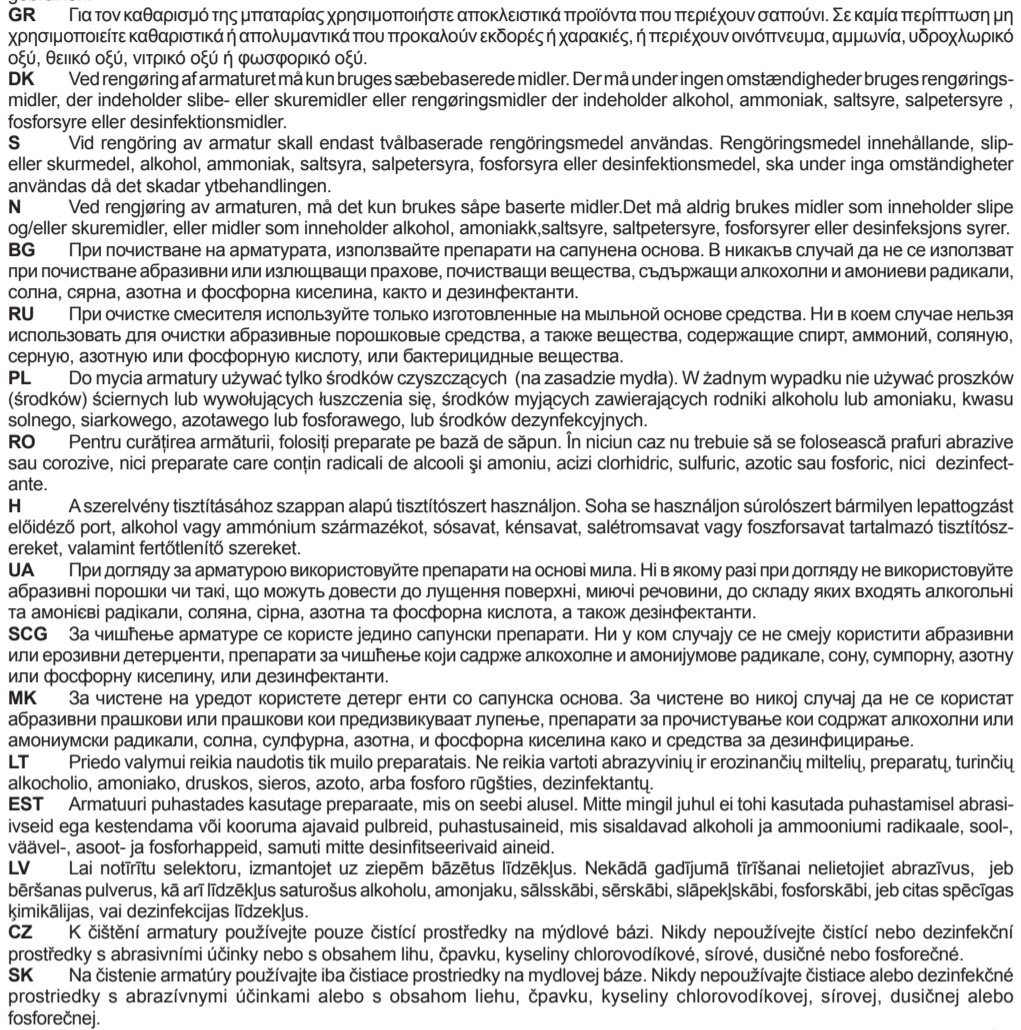 GR Για τον καθαρισμό της μπαταρίας χρησιμοποιήστε αποκλειστικά προϊόντα που περιέχουν σαπούνι. Σε καμία περίπτωση μη
χρησιμοποιείτε καθαριστικά ή απολυμαντικά που προκαλούν εκδορές ή χαρακιές, ή περιέχουν οινόπνευμα, αμμωνία, υδροχλωρικό
οξύ, θειικό οξύ, νιτρικό οξύ ή φωσφορικό οξύ.
DK Ved rengøring af armaturet må kun bruges sæbebaserede midler. Der må under ingen omstændigheder bruges rengørings-
midler, der indeholder slibe- eller skuremidler eller rengøringsmidler der indeholder alkohol, ammoniak, saltsyre, salpetersyre ,
fosforsyre eller desinfektionsmidler.
S Vid rengöring av armatur skall endast tvålbaserade rengöringsmedel användas. Rengöringsmedel innehållande, slip-
eller skurmedel, alkohol, ammoniak, saltsyra, salpetersyra, fosforsyra eller desinfektionsmedel, ska under inga omständigheter
användas då det skadar ytbehandlingen.
N Ved rengjøring av armaturen, må det kun brukes såpe baserte midler.Det må aldrig brukes midler som inneholder slipe
og/eller skuremidler, eller midler som inneholder alkohol, amoniakk,saltsyre, saltpetersyre, fosforsyrer eller desinfeksjons syrer.
BG При почистване на арматурата, използвайте препарати на сапунена основа. В никакъв случай да не се използват
при почистване абразивни или излющващи прахове, почистващи вещества, съдържащи алкохолни и амониеви радикали,
солна, сярна, азотна и фосфорна киселина, както и дезинфектанти.
RU При очистке смесителя используйте только изготовленные на мыльной основе средства. Ни в коем случае нельзя
использовать для очистки абразивные порошковые средства, а также вещества, содержащие спирт, аммоний, соляную,
серную, азотную или фосфорную кислоту, или бактерицидные вещества.
PL Do mycia armatury używać tylko środków czyszczących (na zasadzie mydła). W żadnym wypadku nie używać proszków
(środków) ściernych lub wywołujących łuszczenia się, środków myjących zawierających rodniki alkoholu lub amoniaku, kwasu
solnego, siarkowego, azotawego lub fosforawego, lub środków dezynfekcyjnych.
RO Pentru curățirea armăturii, folosiți preparate pe bază de săpun. În niciun caz nu trebuie să se folosească prafuri abrazive
sau corozive, nici preparate care conțin radicali de alcooli şi amoniu, acizi clorhidric, sulfuric, azotic sau fosforic, nici dezinfect-
ante.
H A szerelvény tisztításához szappan alapú tisztítószert használjon. Soha se használjon súrolószert bármilyen lepattogzást
előidéző port, alkohol vagy ammónium származékot, sósavat, kénsavat, salétromsavat vagy foszforsavat tartalmazó tisztítósz-
ereket, valamint fertőtlenítő szereket.
UA При догляду за арматурою використовуйте препарати на основі мила. Ні в якому разі при догляду не використовуйте
абразивні порошки чи такі, що можуть довести до лущення поверхні, миючі речовини, до складу яких входять алкогольні
та амонієві радікали, соляна, сірна, азотна та фосфорна кислота, а також дезінфектанти.
SCG За чишћење арматуре се користе једино сапунски препарати. Ни у ком случају се не смеју користити абразивни
или ерозивни детерџенти, препарати за чишћење који садрже алкохолне и амонијумове радикале, сону, сумпорну, азотну
или фосфорну киселину, или дезинфектанти.
MK За чистене на уредот користете детерг енти со сапунска основа. За чистене во никој случај да не се користат
абразивни прашкови или прашкови кои предизвикуваат лупење, препарати за прочистување кои содржат алкохолни или
амониумски радикали, солна, сулфурна, азотна, и фосфорна киселина како и средства за дезинфицирање.
LT Priedo valymui reikia naudotis tik muilo preparatais. Ne reikia vartoti abrazyvinių ir erozinančių miltelių, preparatų, turinčių
alkocholio, amoniako, druskos, sieros, azoto, arba fosforo rūgšties, dezinfektantų.
EST Armatuuri puhastades kasutage preparaate, mis on seebi alusel. Mitte mingil juhul ei tohi kasutada puhastamisel abrasi-
ivseid ega kestendama või kooruma ajavaid pulbreid, puhastusaineid, mis sisaldavad alkoholi ja ammooniumi radikaale, sool-,
väävel-, asoot- ja fosforhappeid, samuti mitte desinfitseerivaid aineid.
LV Lai notīrītu selektoru, izmantojet uz ziepēm bāzētus līdzēkļus. Nekādā gadījumā tīrīšanai nelietojiet abrazīvus, jeb
bēršanas pulverus, kā arī līdzēkļus saturošus alkoholu, amonjaku, sālsskābi, sērskābi, slāpekļskābi, fosforskābi, jeb citas spēcīgas
ķimikālijas, vai dezinfekcijas līdzekļus.
CZ K čištění armatury používejte pouze čistící prostředky na mýdlové bázi. Nikdy nepoužívejte čistící nebo dezinfekční
prostředky s abrasivními účinky nebo s obsahem lihu, čpavku, kyseliny chlorovodíkové, sírové, dusičné nebo fosforečné.
SK Na čistenie armatúry používajte iba čistiace prostriedky na mydlovej báze. Nikdy nepoužívajte čistiace alebo dezinfekčné
prostriedky s abrazívnymi účinkami alebo s obsahom liehu, čpavku, kyseliny chlorovodíkovej, sírovej, dusičnej alebo
fosforečnej.